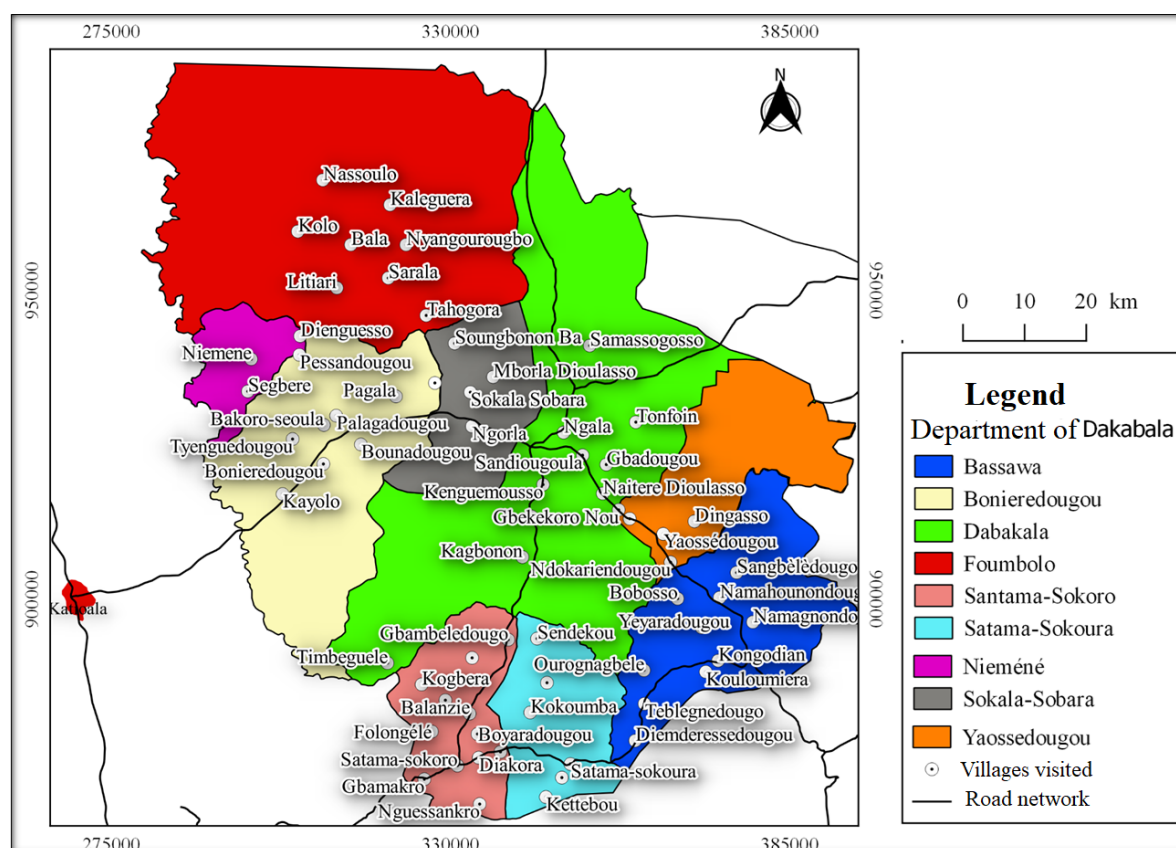 275000 330000 385000
N
Nassoulo
Kaleguera
Kolo
Bala
Nyangourougbo
Litiari
Sarala
950000
950000
0 10 20 km
Tahogora
Dienguesso
Soungbonon Ba
Samassogosso
Niemene
Pessandougou
Mborla Dioulasso
Segbere
Pagala
Sokala Sobara
Bakoro-seoula
Palagadougou
Ngorla
Ngala
Tonfoin
Tyenguedougou
Bounadougou
Sandiougoula
Gbadougou
Bonieredougou
Kenguemousso
Naitere Dioulasso
Kayolo
Gbekekoro Nou
Dingasso
Yaossédougou
Kagbonon
Ndokariendougou
Sangbèlèdougo
900000
900000
Bobosso
Namahounondoug
Yeyaradougou
Namagnondo
Gbambeledougo
Sendekou
Timbeguele
Ourognagbele
Kongodian
Kogbera
Kouloumiera
Balanzie
Kokoumba
Teblegnedougo
Folongélé
Boyaradougou
Diemderessedougou
Satama-sokoro
Diakora
Satama-sokoura
Gbamakro
Kettebou
Nguessankro
275000 330000 385000
Legend
Department of Dakabala
Bassawa
Bonieredougou
Dabakala
Foumbolo
Santama-Sokoro
Satama-Sokoura
Nieméné
Sokala-Sobara
Yaossedougou
Villages visited
Road network